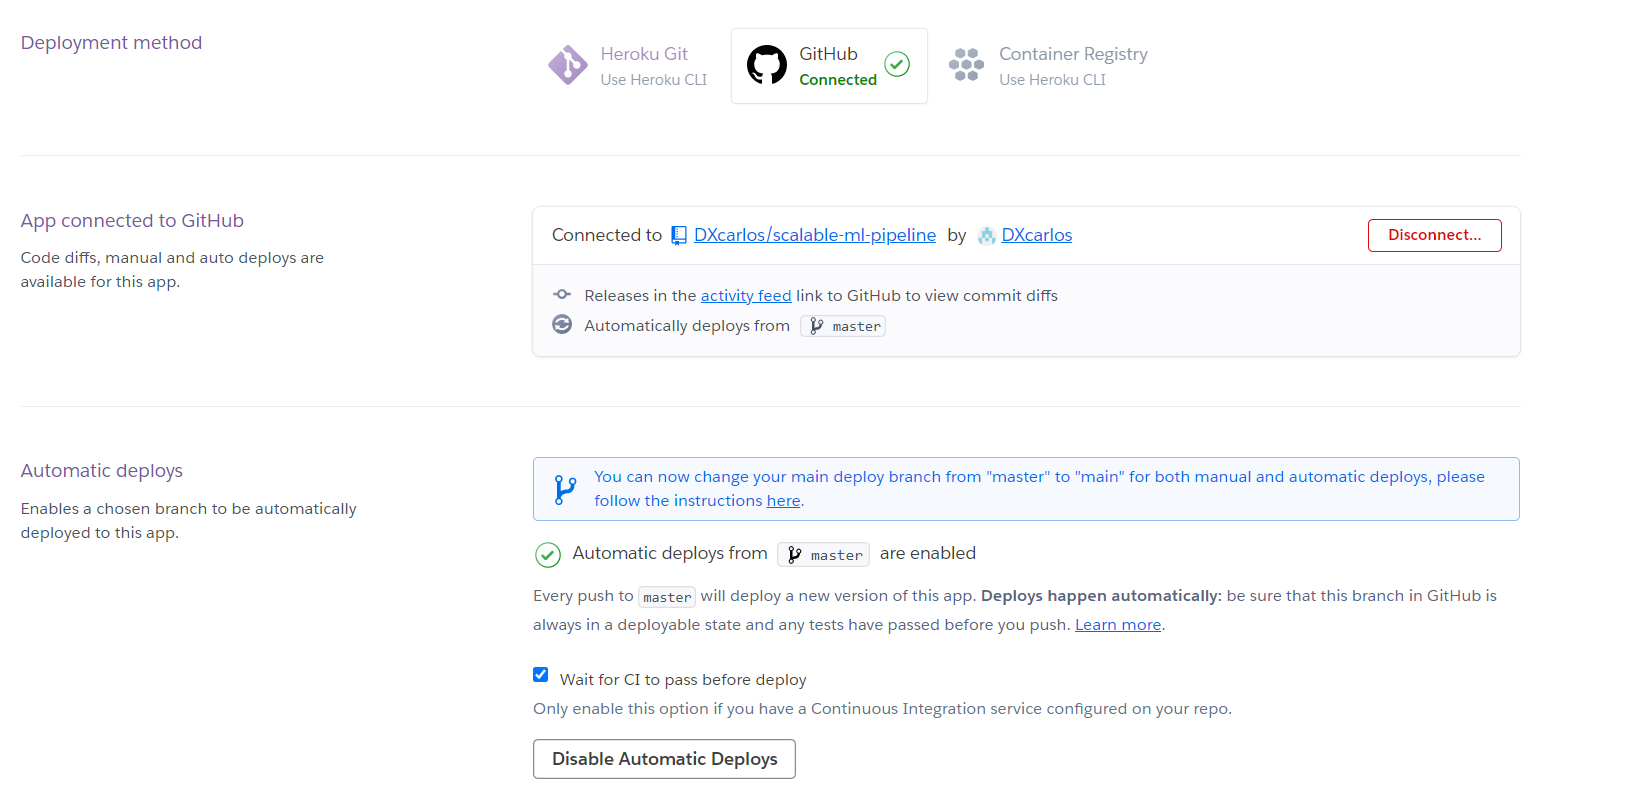 Deployment method
Heroku Git
Use Heroku CLI
GitHub
Connected
Container Registry
Use Heroku CLI
App connected to GitHub
Code diffs, manual and auto deploys are
available for this app.
Connected to DXcarlos/scalable-ml-pipeline by DXcarlos
Disconnect...
Releases in the activity feed link to GitHub to view commit diffs
Automatically deploys from master
Automatic deploys
Enables a chosen branch to be automatically
deployed to this app.
You can now change your main deploy branch from "master" to "main" for both manual and automatic deploys, please
follow the instructions here.
Automatic deploys from master are enabled
Every push to master will deploy a new version of this app. Deploys happen automatically: be sure that this branch in GitHub is
always in a deployable state and any tests have passed before you push. Learn more.
Wait for CI to pass before deploy
Only enable this option if you have a Continuous Integration service configured on your repo.
Disable Automatic Deploys